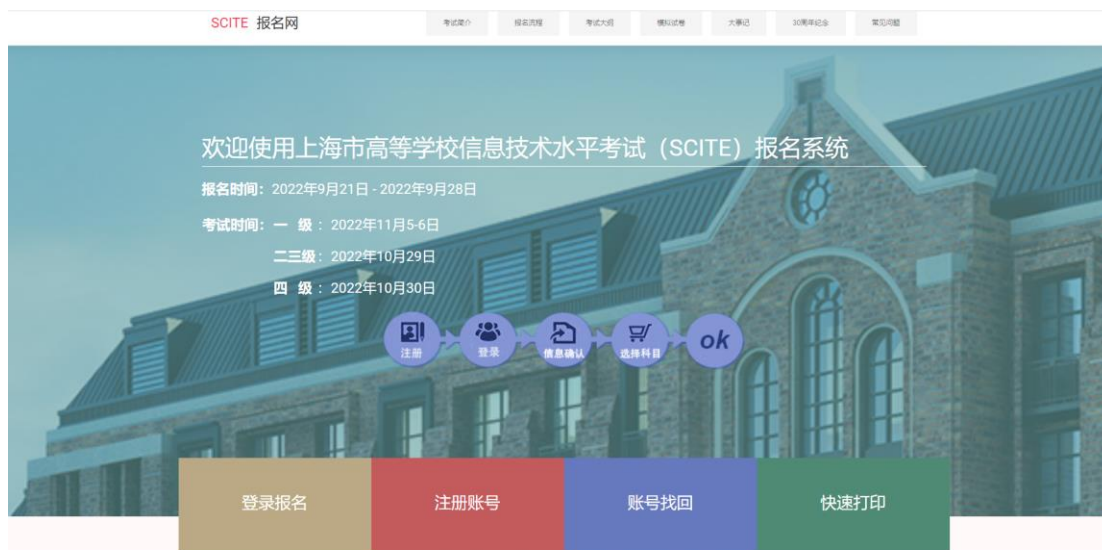 SCITE 报名网
考试简介 报名流程 考试大纲 模拟试卷 大事记 30周年纪念 常见问题
欢迎使用上海市高等学校信息技术水平考试（SCITE）报名系统
报名时间：2022年9月21日 - 2022年9月28日
考试时间：一 级 ：2022年11月5-6日
二三级：2022年10月29日
四 级 ：2022年10月30日
注册 登录 信息确认 选择科目 ok
登录报名 注册账号 账号找回 快速打印